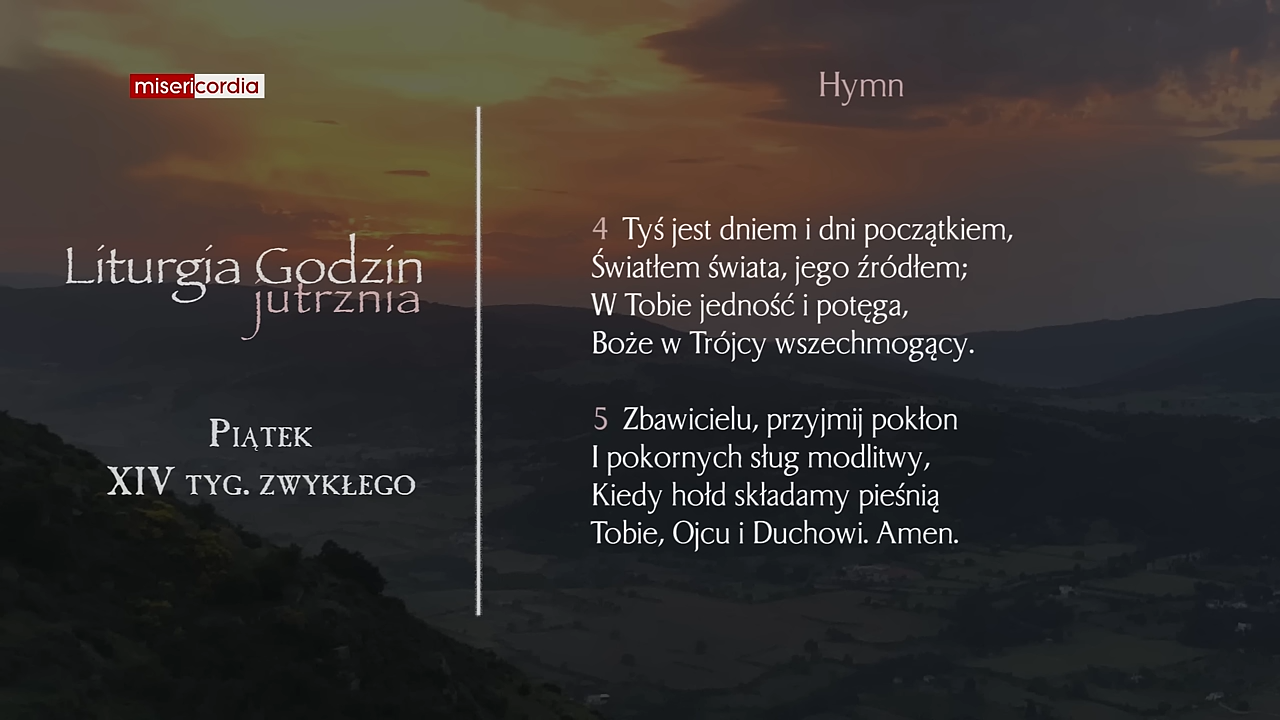 misericordia
Liturgia Godzin
jutrznia
Piątek
XIV tyg. zwykłego
Hymn
4 Tyś jest dniem i dni początkiem,
Światłem świata, jego źródłem;
W Tobie jedność i potęga,
Boże w Trójcy wszechmogący.
5 Zbawicielu, przyjmij pokłon
I pokornych sług modlitwy,
Kiedy hołd składamy pieśnią
Tobie, Ojcu i Duchowi. Amen.